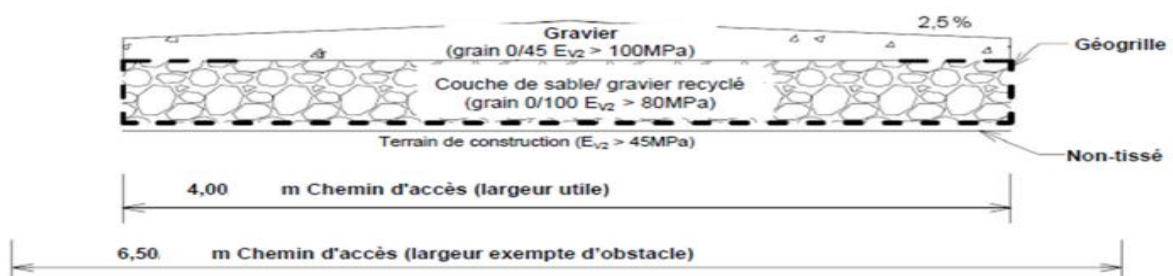 2,5 %
Gravier
(grain 0/45 EV2 > 100MPa)
Géogrille
Couche de sable/ gravier recyclé
(grain 0/100 EV2 > 80MPa)
Terrain de construction (EV2 > 45MPa)
Non-tissé
4,00 m Chemin d'accès (largeur utile)
6,50 m Chemin d'accès (largeur exempte d'obstacle)